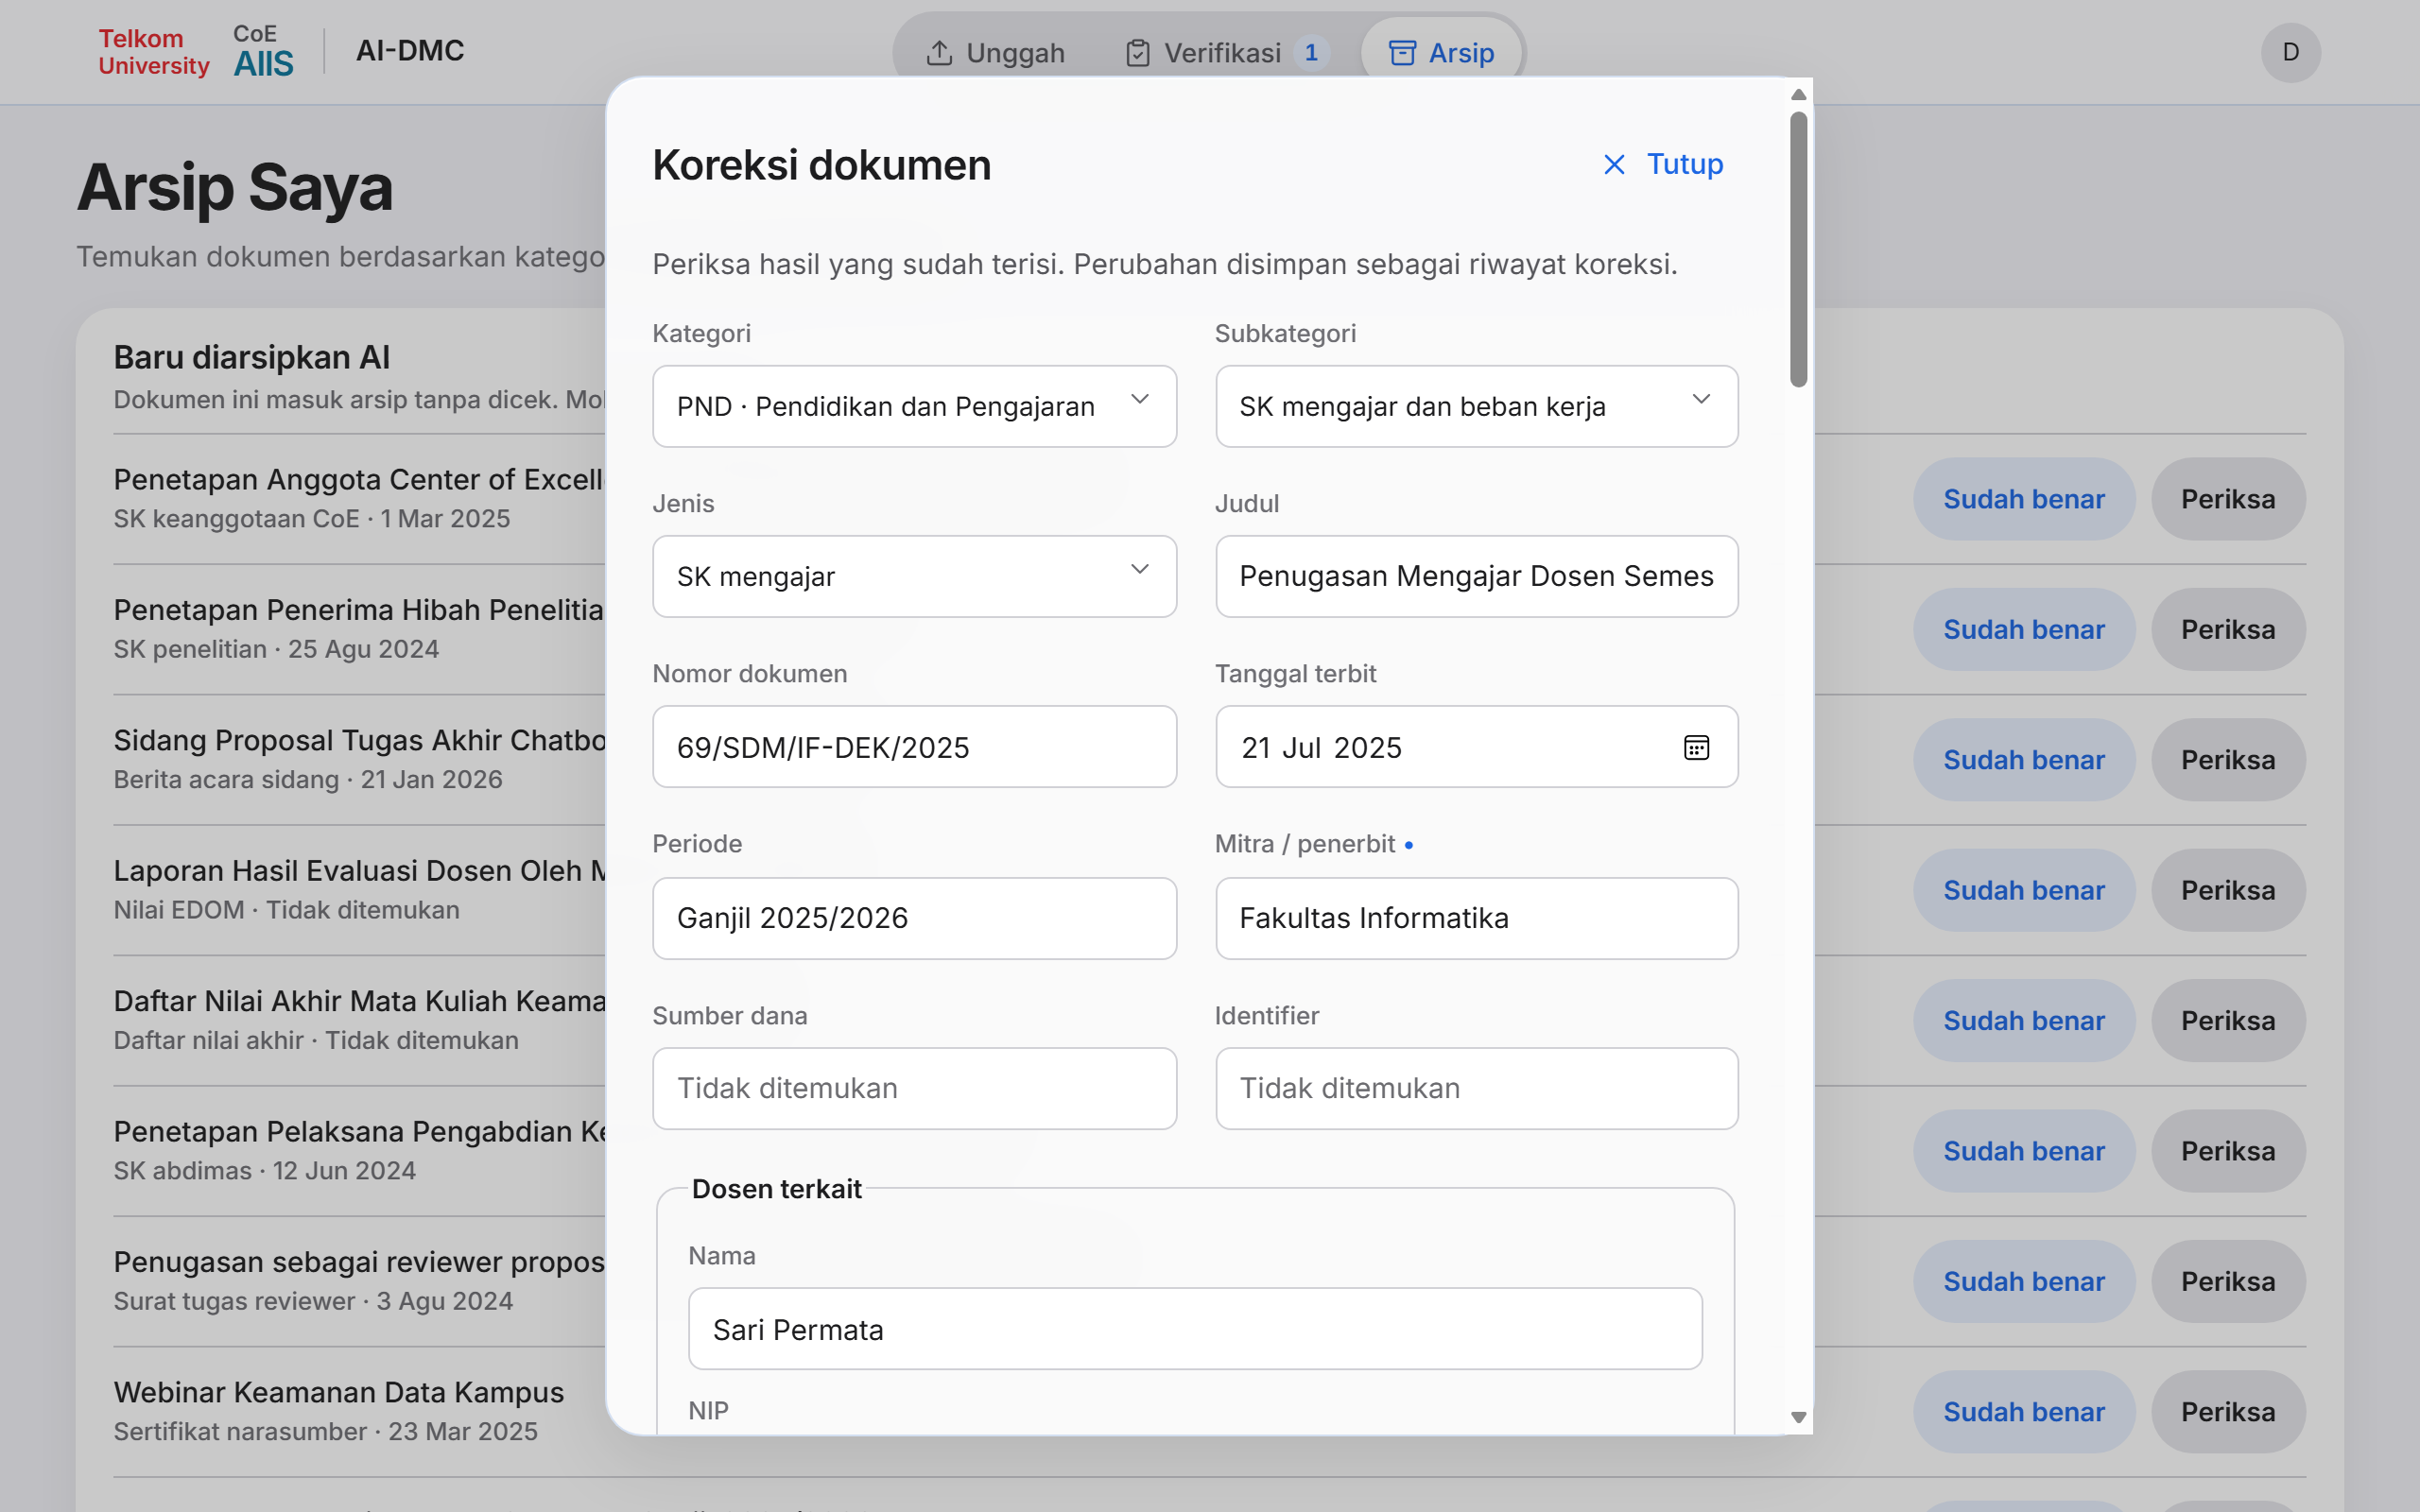 Telkom
University
CoE
AIIS
AI-DMC
Unggah
Verifikasi 1
Arsip
D
Arsip Saya
Temukan dokumen berdasarkan katego
Baru diarsipkan AI
Dokumen ini masuk arsip tanpa dicek. Mo
Penetapan Anggota Center of Excell
SK keanggotaan CoE · 1 Mar 2025
Sudah benar
Periksa
Penetapan Penerima Hibah Penelitia
SK penelitian · 25 Agu 2024
Sudah benar
Periksa
Sidang Proposal Tugas Akhir Chatbo
Berita acara sidang · 21 Jan 2026
Sudah benar
Periksa
Laporan Hasil Evaluasi Dosen Oleh M
Nilai EDOM · Tidak ditemukan
Sudah benar
Periksa
Daftar Nilai Akhir Mata Kuliah Keama
Daftar nilai akhir · Tidak ditemukan
Sudah benar
Periksa
Penetapan Pelaksana Pengabdian Ke
SK abdimas · 12 Jun 2024
Sudah benar
Periksa
Penugasan sebagai reviewer propos
Surat tugas reviewer · 3 Agu 2024
Sudah benar
Periksa
Webinar Keamanan Data Kampus
Sertifikat narasumber · 23 Mar 2025
Sudah benar
Periksa
Koreksi dokumen
Tutup
Periksa hasil yang sudah terisi. Perubahan disimpan sebagai riwayat koreksi.
Kategori
PND · Pendidikan dan Pengajaran
Subkategori
SK mengajar dan beban kerja
Jenis
SK mengajar
Judul
Penugasan Mengajar Dosen Semes
Nomor dokumen
69/SDM/IF-DEK/2025
Tanggal terbit
21 Jul 2025
Periode
Ganjil 2025/2026
Mitra / penerbit •
Fakultas Informatika
Sumber dana
Tidak ditemukan
Identifier
Tidak ditemukan
Dosen terkait
Nama
Sari Permata
NIP